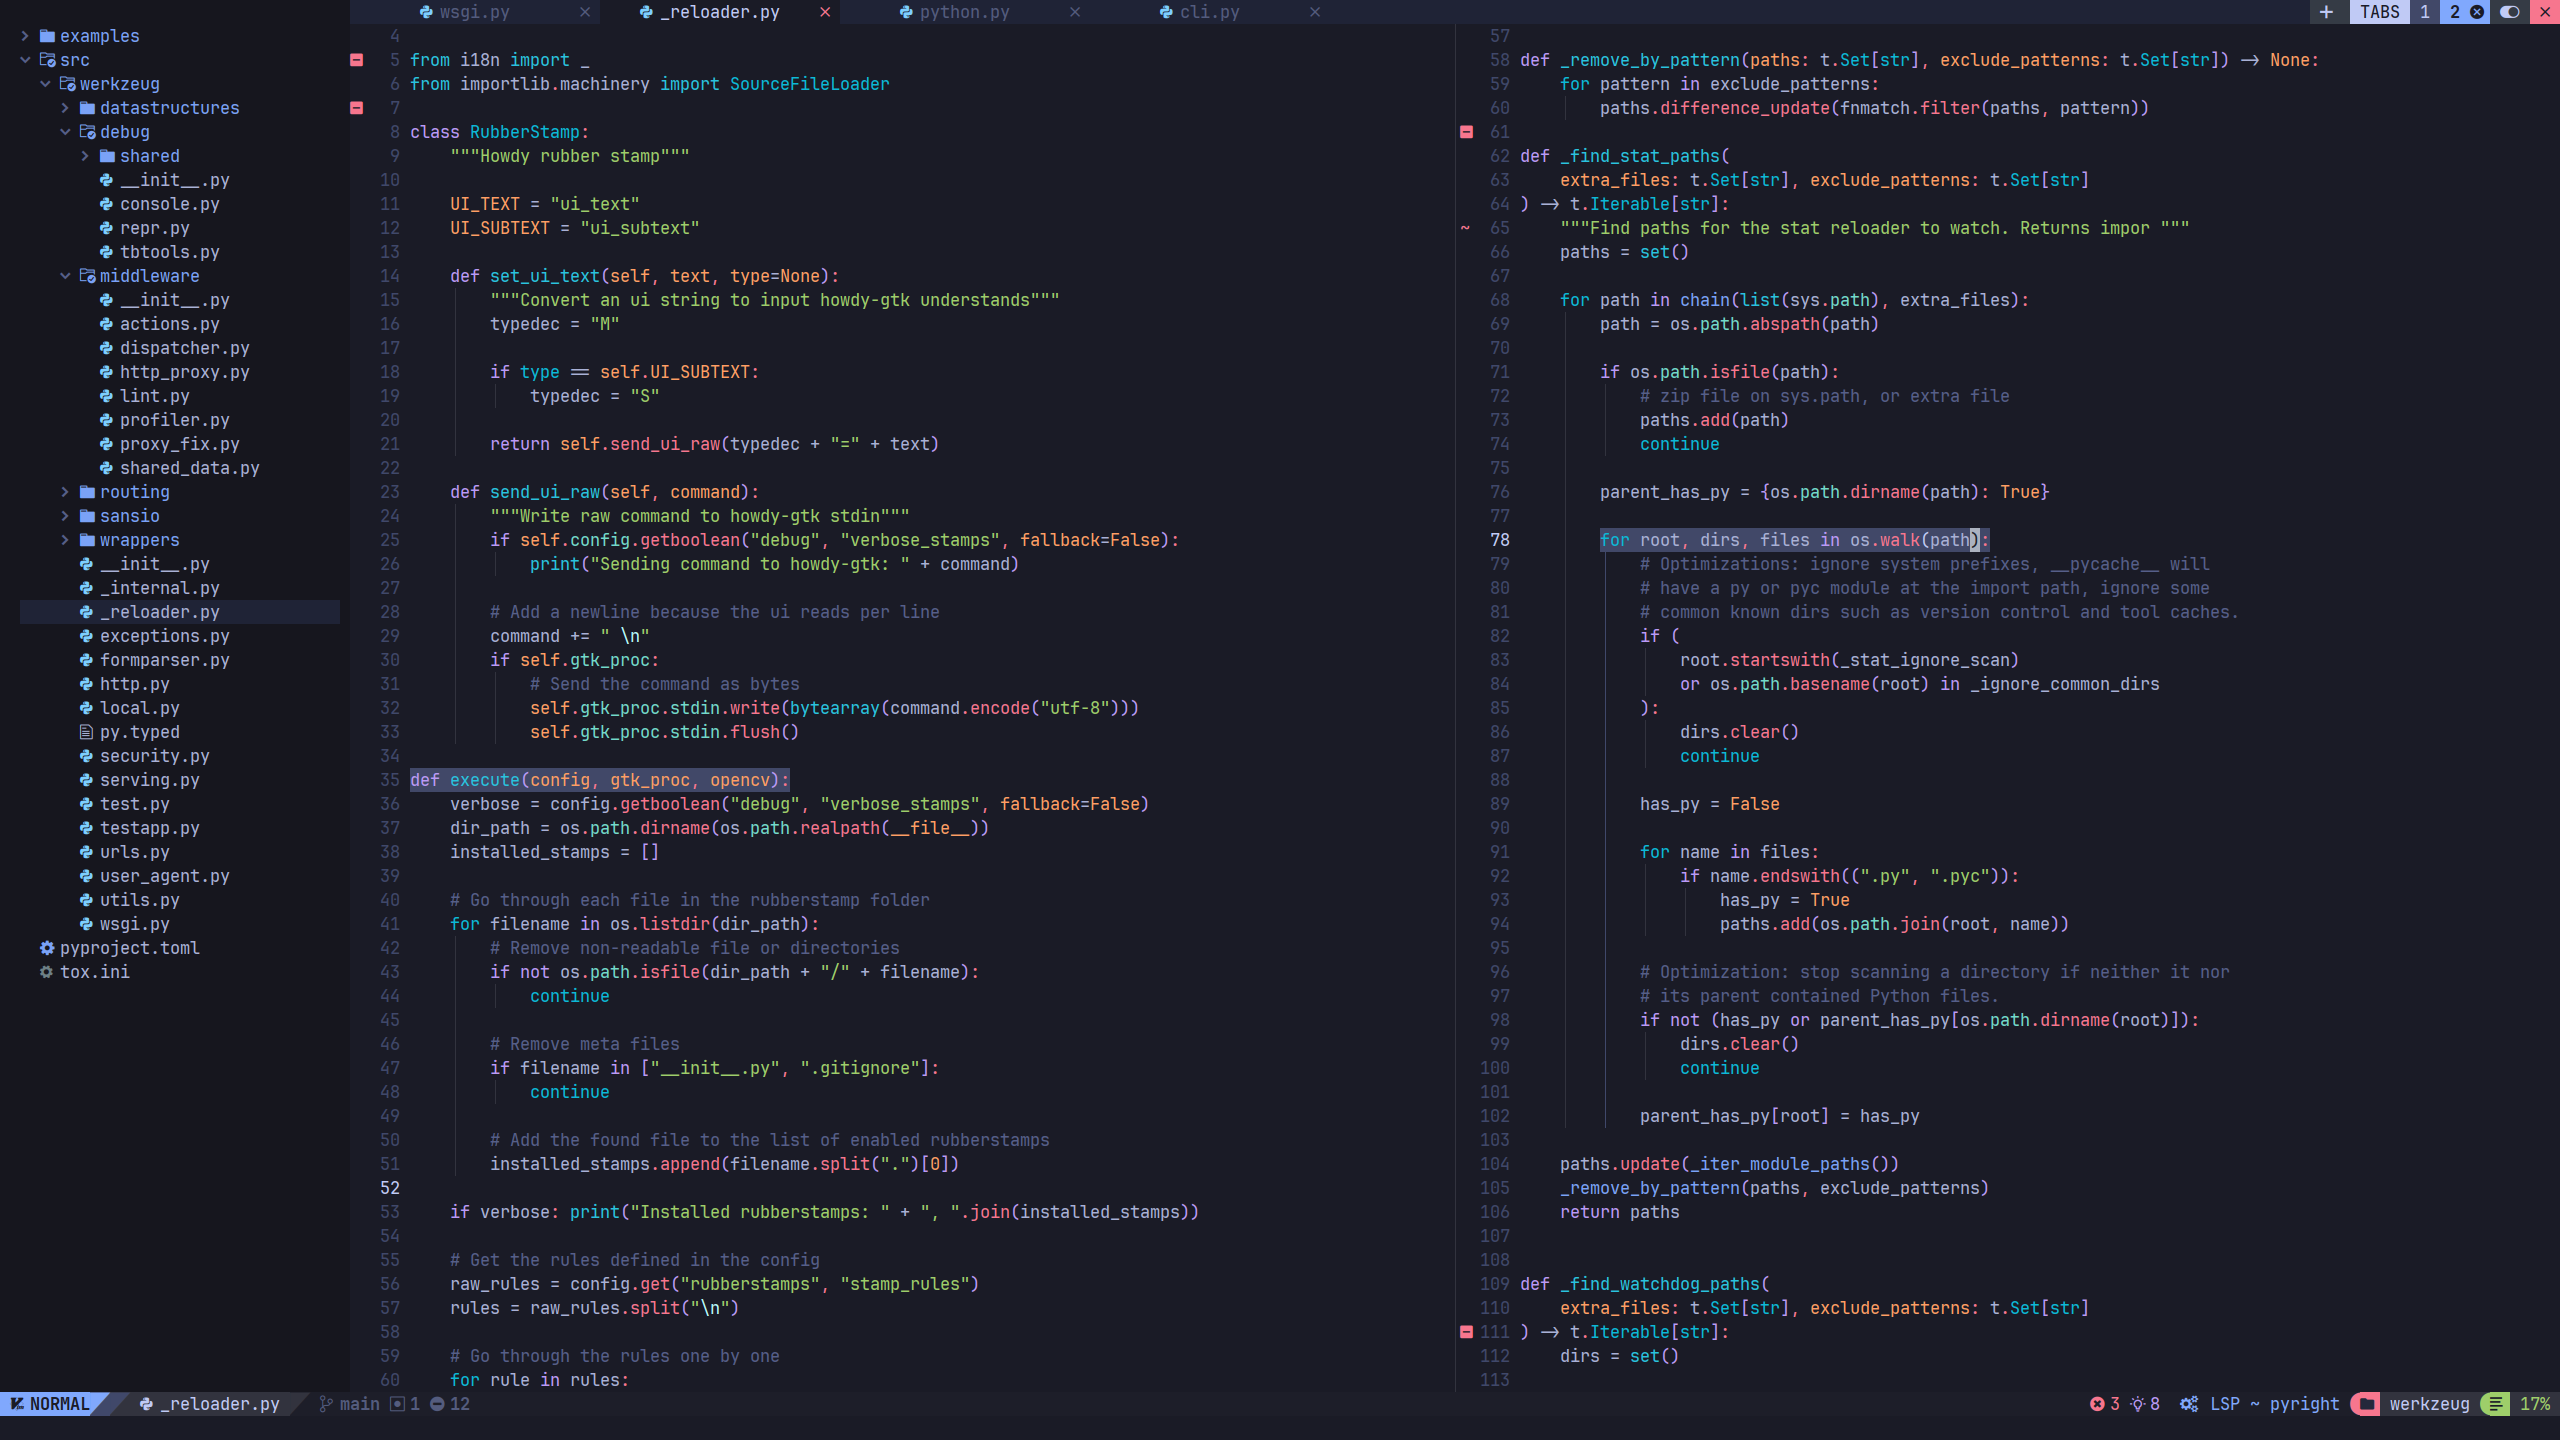 wsgi.py
_reloader.py
python.py
cli.py
TABS 1 2
examples
src
werkzeug
datastructures
debug
shared
__init__.py
console.py
repr.py
tbtools.py
middleware
__init__.py
actions.py
dispatcher.py
http_proxy.py
lint.py
profiler.py
proxy_fix.py
shared_data.py
routing
sansio
wrappers
__init__.py
_internal.py
_reloader.py
exceptions.py
formparser.py
http.py
local.py
py.typed
security.py
serving.py
test.py
testapp.py
urls.py
user_agent.py
utils.py
wsgi.py
pyproject.toml
tox.ini
4
5 from i18n import _
6 from importlib.machinery import SourceFileLoader
7
8 class RubberStamp:
9     """Howdy rubber stamp"""
10
11     UI_TEXT = "ui_text"
12     UI_SUBTEXT = "ui_subtext"
13
14     def set_ui_text(self, text, type=None):
15         """Convert an ui string to input howdy-gtk understands"""
16         typedec = "M"
17
18         if type == self.UI_SUBTEXT:
19             typedec = "S"
20
21         return self.send_ui_raw(typedec + "=" + text)
22
23     def send_ui_raw(self, command):
24         """Write raw command to howdy-gtk stdin"""
25         if self.config.getboolean("debug", "verbose_stamps", fallback=False):
26             print("Sending command to howdy-gtk: " + command)
27
28         # Add a newline because the ui reads per line
29         command += " \n"
30         if self.gtk_proc:
31             # Send the command as bytes
32             self.gtk_proc.stdin.write(bytearray(command.encode("utf-8")))
33             self.gtk_proc.stdin.flush()
34
35 def execute(config, gtk_proc, opencv):
36     verbose = config.getboolean("debug", "verbose_stamps", fallback=False)
37     dir_path = os.path.dirname(os.path.realpath(__file__))
38     installed_stamps = []
39
40     # Go through each file in the rubberstamp folder
41     for filename in os.listdir(dir_path):
42         # Remove non-readable file or directories
43         if not os.path.isfile(dir_path + "/" + filename):
44             continue
45
46         # Remove meta files
47         if filename in ["__init__.py", ".gitignore"]:
48             continue
49
50         # Add the found file to the list of enabled rubberstamps
51         installed_stamps.append(filename.split(".")[0])
52
53     if verbose: print("Installed rubberstamps: " + ", ".join(installed_stamps))
54
55     # Get the rules defined in the config
56     raw_rules = config.get("rubberstamps", "stamp_rules")
57     rules = raw_rules.split("\n")
58
59     # Go through the rules one by one
60     for rule in rules:
57
58 def _remove_by_pattern(paths: t.Set[str], exclude_patterns: t.Set[str]) -> None:
59     for pattern in exclude_patterns:
60         paths.difference_update(fnmatch.filter(paths, pattern))
61
62 def _find_stat_paths(
63     extra_files: t.Set[str], exclude_patterns: t.Set[str]
64 ) -> t.Iterable[str]:
~ 65     """Find paths for the stat reloader to watch. Returns impor """
66     paths = set()
67
68     for path in chain(list(sys.path), extra_files):
69         path = os.path.abspath(path)
70
71         if os.path.isfile(path):
72             # zip file on sys.path, or extra file
73             paths.add(path)
74             continue
75
76         parent_has_py = {os.path.dirname(path): True}
77
78         for root, dirs, files in os.walk(path):
79             # Optimizations: ignore system prefixes, __pycache__ will
80             # have a py or pyc module at the import path, ignore some
81             # common known dirs such as version control and tool caches.
82             if (
83                 root.startswith(_stat_ignore_scan)
84                 or os.path.basename(root) in _ignore_common_dirs
85             ):
86                 dirs.clear()
87                 continue
88
89             has_py = False
90
91             for name in files:
92                 if name.endswith((".py", ".pyc")):
93                     has_py = True
94                     paths.add(os.path.join(root, name))
95
96             # Optimization: stop scanning a directory if neither it nor
97             # its parent contained Python files.
98             if not (has_py or parent_has_py[os.path.dirname(root)]):
99                 dirs.clear()
100                 continue
101
102             parent_has_py[root] = has_py
103
104     paths.update(_iter_module_paths())
105     _remove_by_pattern(paths, exclude_patterns)
106     return paths
107
108
109 def _find_watchdog_paths(
110     extra_files: t.Set[str], exclude_patterns: t.Set[str]
111 ) -> t.Iterable[str]:
112     dirs = set()
113
NORMAL _reloader.py main 1 12
3 8 LSP ~ pyright werkzeug 17%